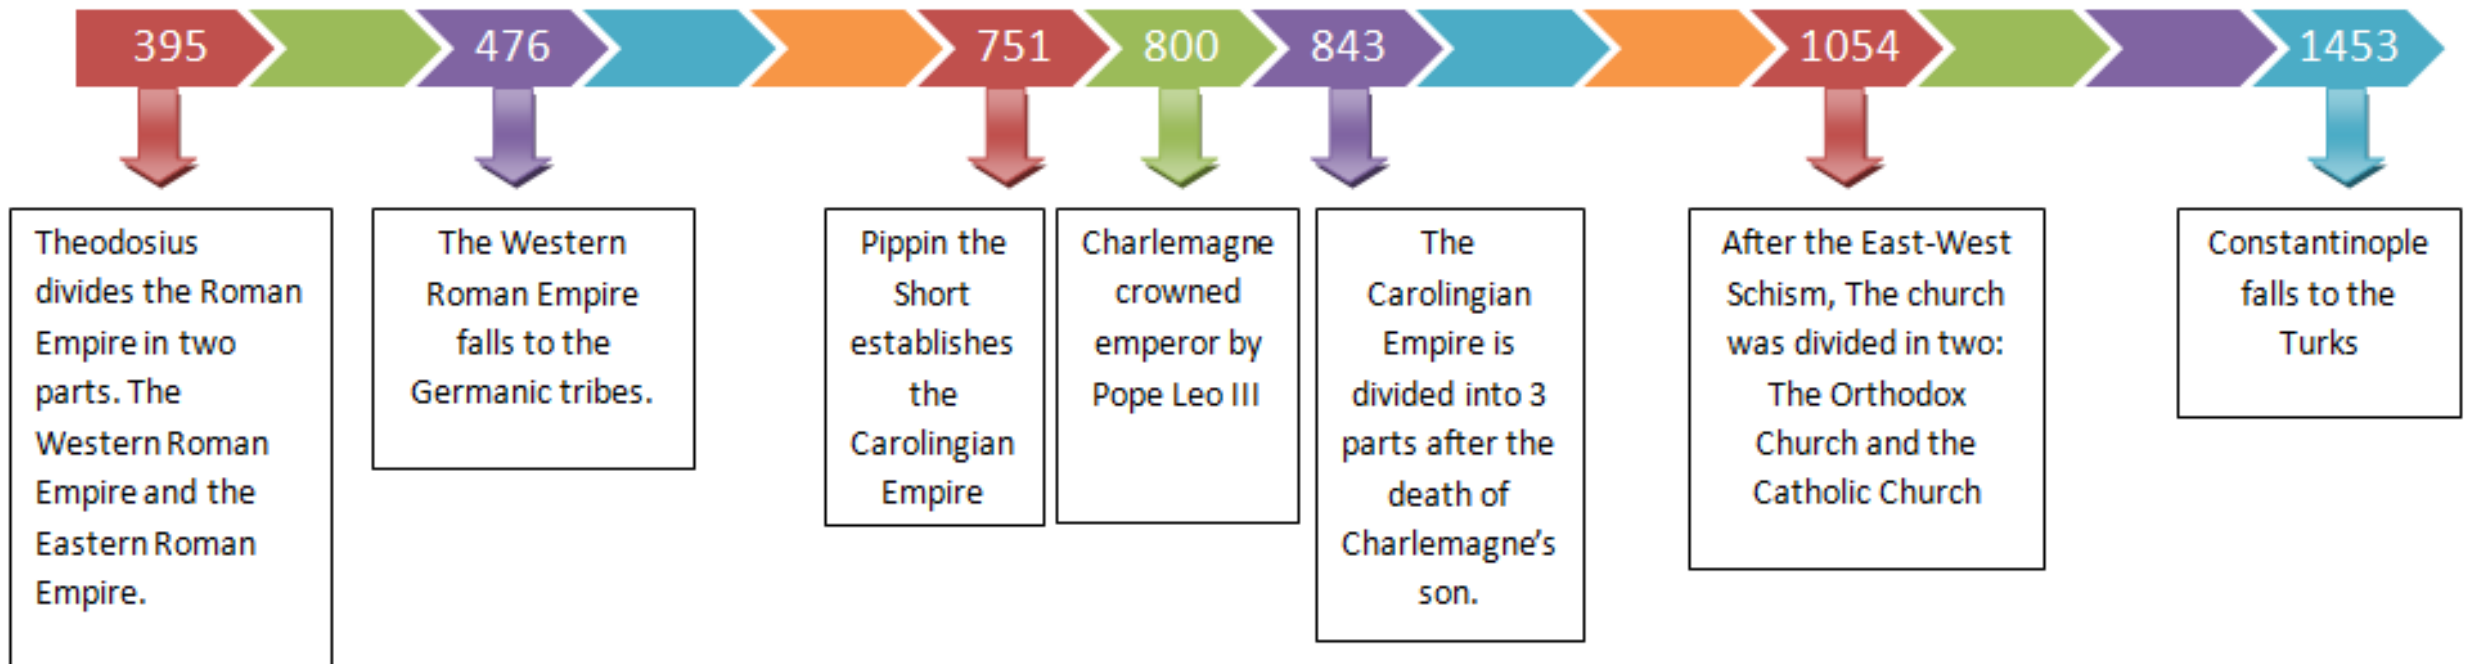 395
476
751
800
843
1054
1453
Theodosius
divides the Roman
Empire in two
parts. The
Western Roman
Empire and the
Eastern Roman
Empire.
The Western
Roman Empire
falls to the
Germanic tribes.
Pippin the
Short
establishes
the
Carolingian
Empire
Charlemagne
crowned
emperor by
Pope Leo III
The
Carolingian
Empire is
divided into 3
parts after the
death of
Charlemagne’s
son.
After the East-West
Schism, The church
was divided in two:
The Orthodox
Church and the
Catholic Church
Constantinople
falls to the
Turks